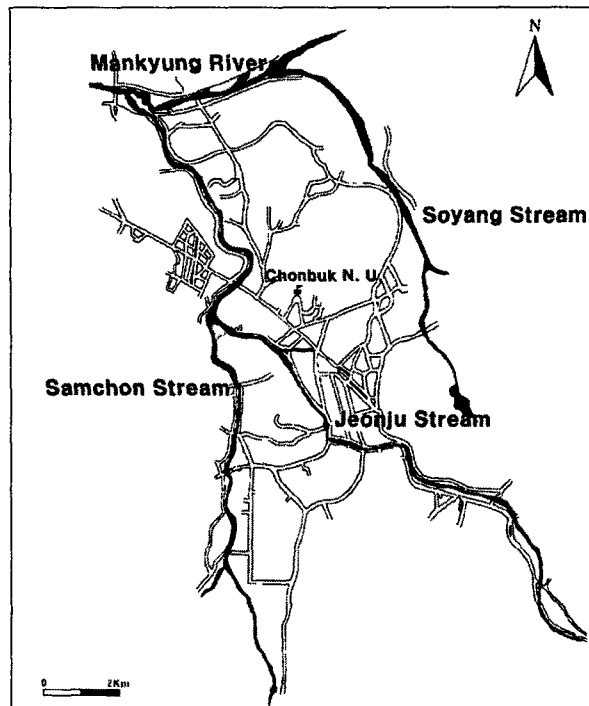 N
Mankyung River
Soyang Stream
Chonbuk N. U.
Samchon Stream
Jeonju Stream
0 2Km